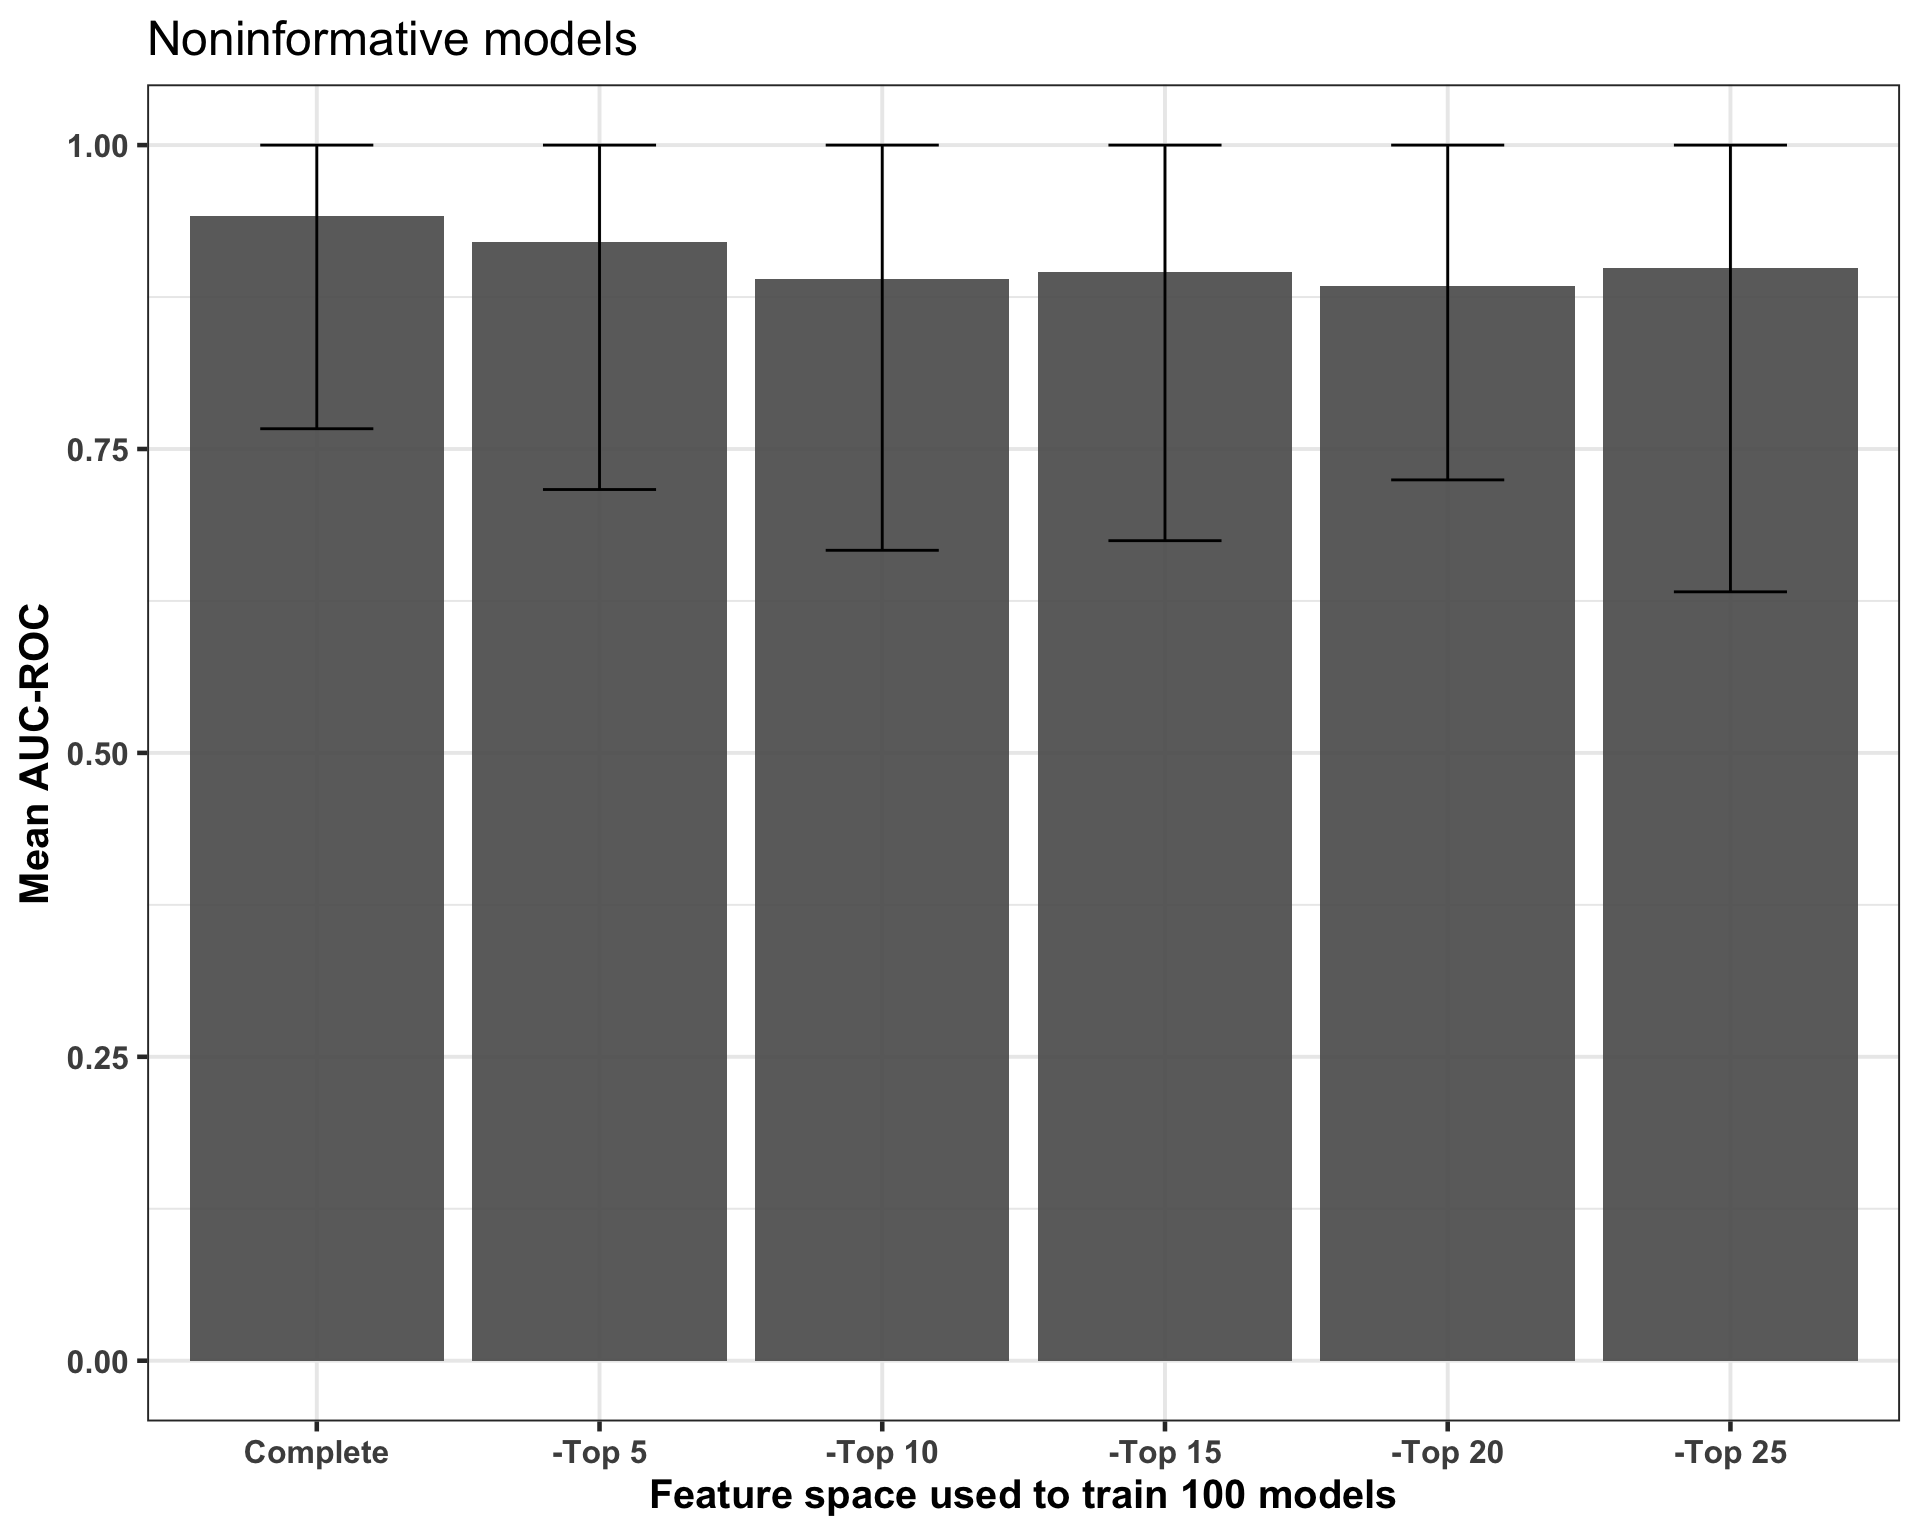 Noninformative models
1.00
0.75
0.50
0.25
0.00
Mean AUC-ROC
Complete
-Top 5
-Top 10
-Top 15
-Top 20
-Top 25
Feature space used to train 100 models